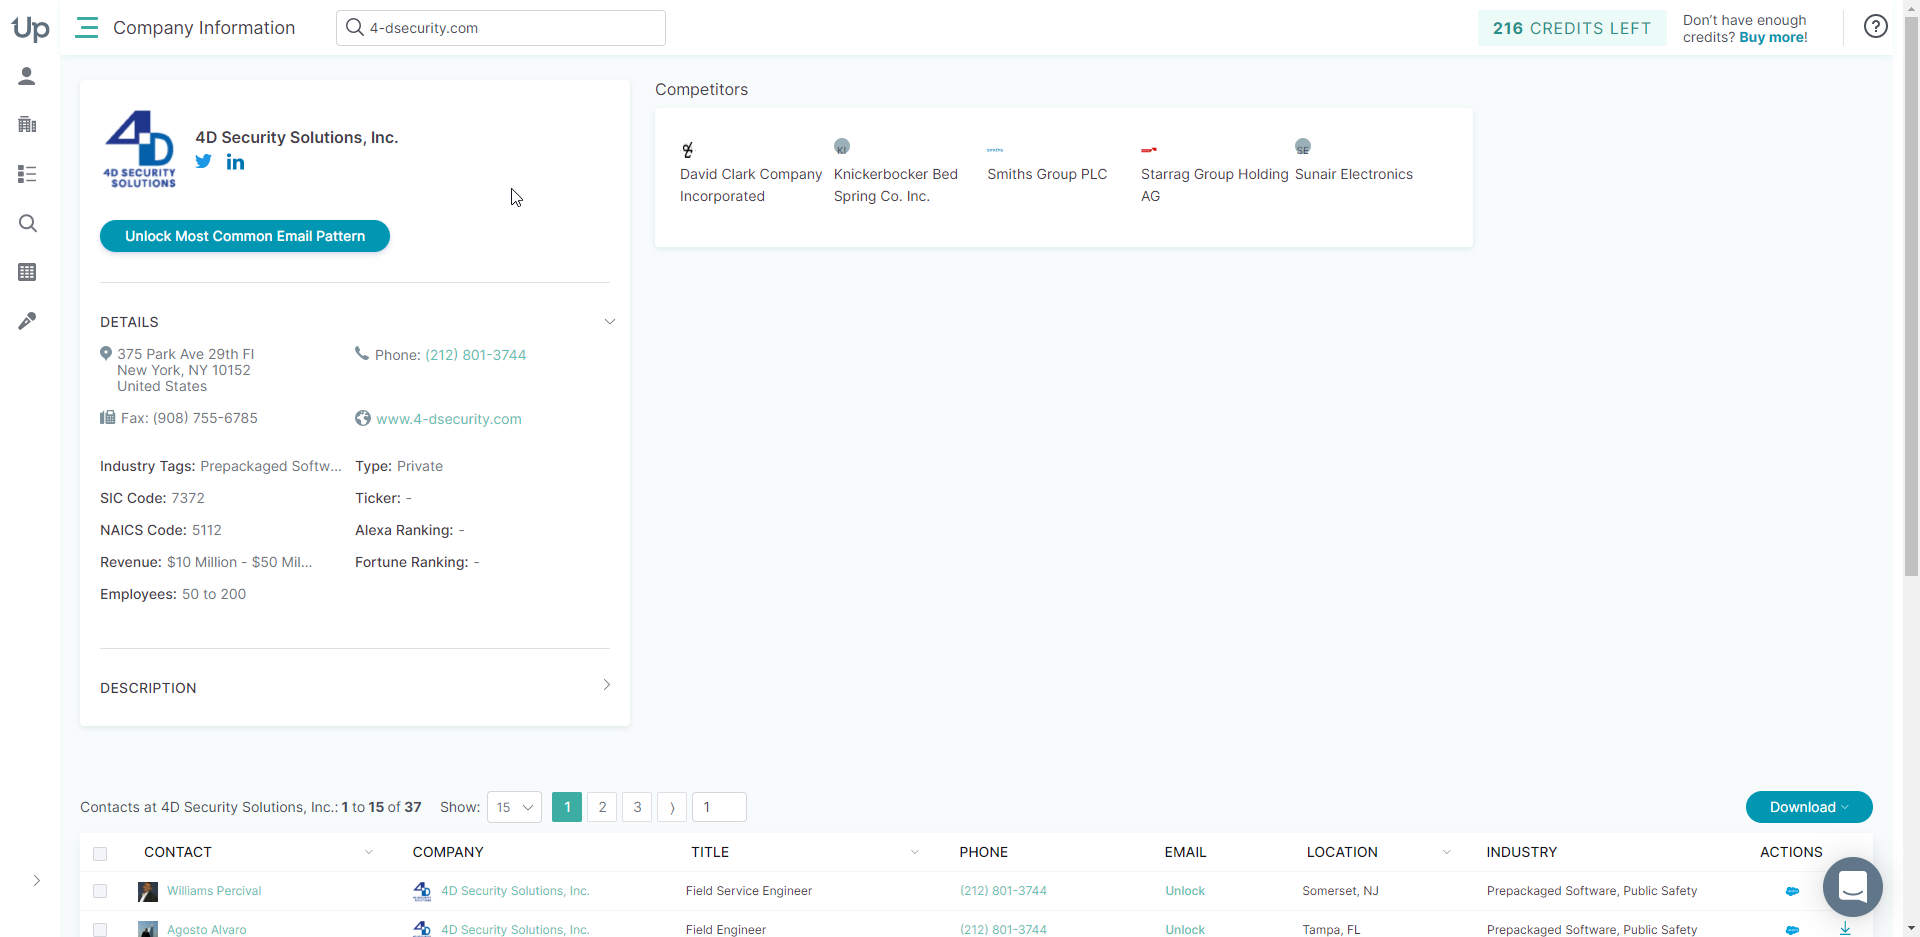 Up
Company Information
4-dsecurity.com
216 CREDITS LEFT
Don't have enough
credits? Buy more!
?
4D
4D SECURITY
SOLUTIONS
4D Security Solutions, Inc.
Unlock Most Common Email Pattern
DETAILS
375 Park Ave 29th Fl
New York, NY 10152
United States
Phone: (212) 801-3744
Fax: (908) 755-6785
www.4-dsecurity.com
Industry Tags: Prepackaged Softw...
Type: Private
SIC Code: 7372
Ticker: -
NAICS Code: 5112
Alexa Ranking: -
Revenue: $10 Million - $50 Mil...
Fortune Ranking: -
Employees: 50 to 200
DESCRIPTION
Competitors
KI
smiths
SE
David Clark Company
Incorporated
Knickerbocker Bed
Spring Co. Inc.
Smiths Group PLC
Starrag Group Holding
AG
Sunair Electronics
Contacts at 4D Security Solutions, Inc.: 1 to 15 of 37
Show: 15
1 2 3 ⟩ 1
Download
CONTACT COMPANY TITLE PHONE EMAIL LOCATION INDUSTRY ACTIONS
Williams Percival 4D Security Solutions, Inc. Field Service Engineer (212) 801-3744 Unlock Somerset, NJ Prepackaged Software, Public Safety
Agosto Alvaro 4D Security Solutions, Inc. Field Engineer (212) 801-3744 Unlock Tampa, FL Prepackaged Software, Public Safety